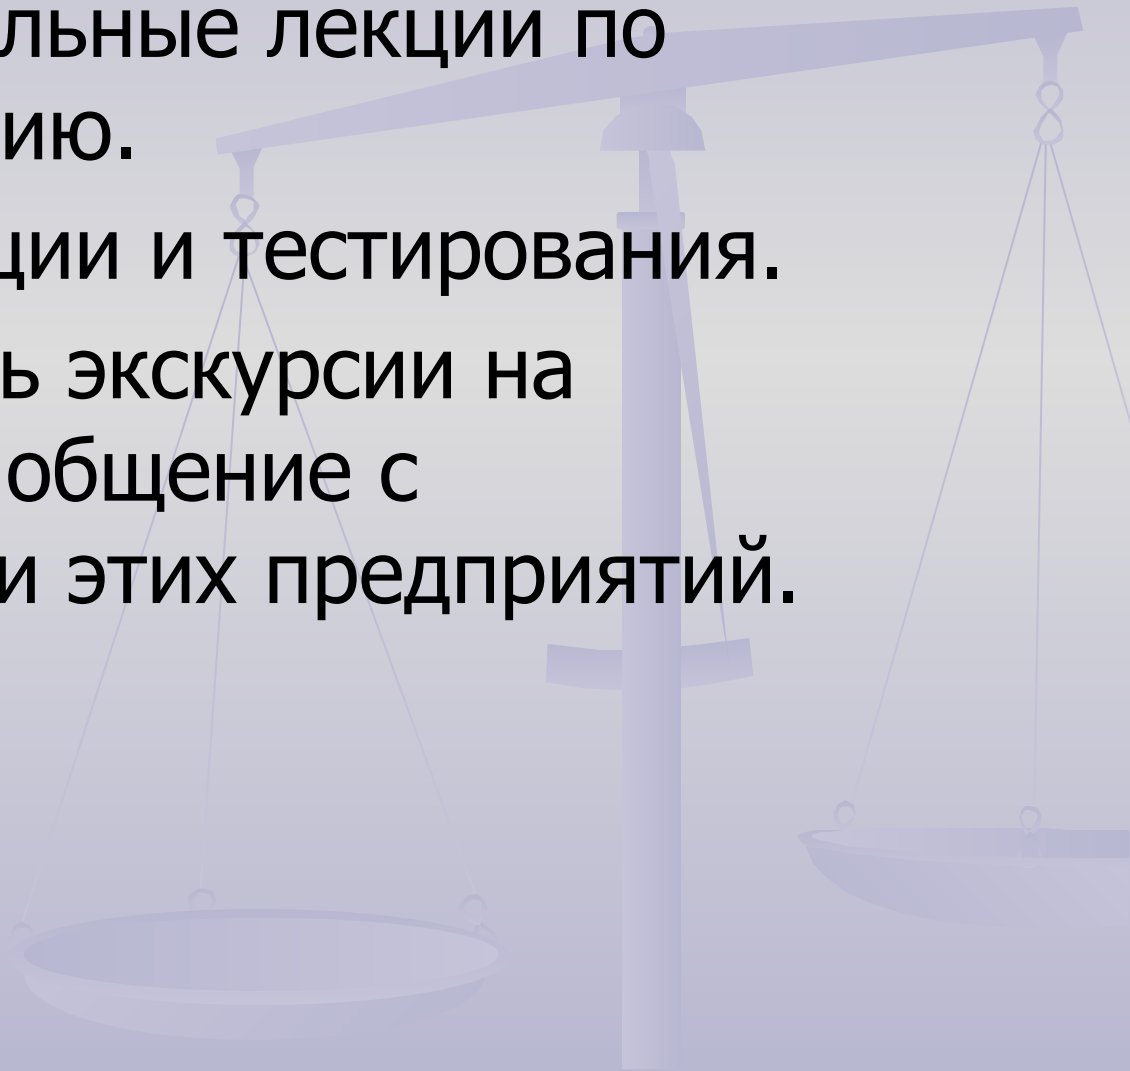 льные лекции по
ию.
ции и тестирования.
ь экскурсии на
общение с
и этих предприятий.